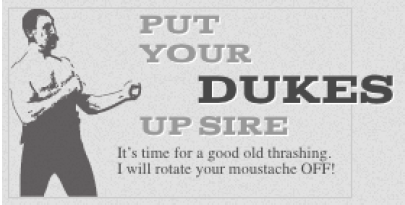 PUT
YOUR
DUKES
UP SIRE
It's time for a good old thrashing.
I will rotate your moustache OFF!